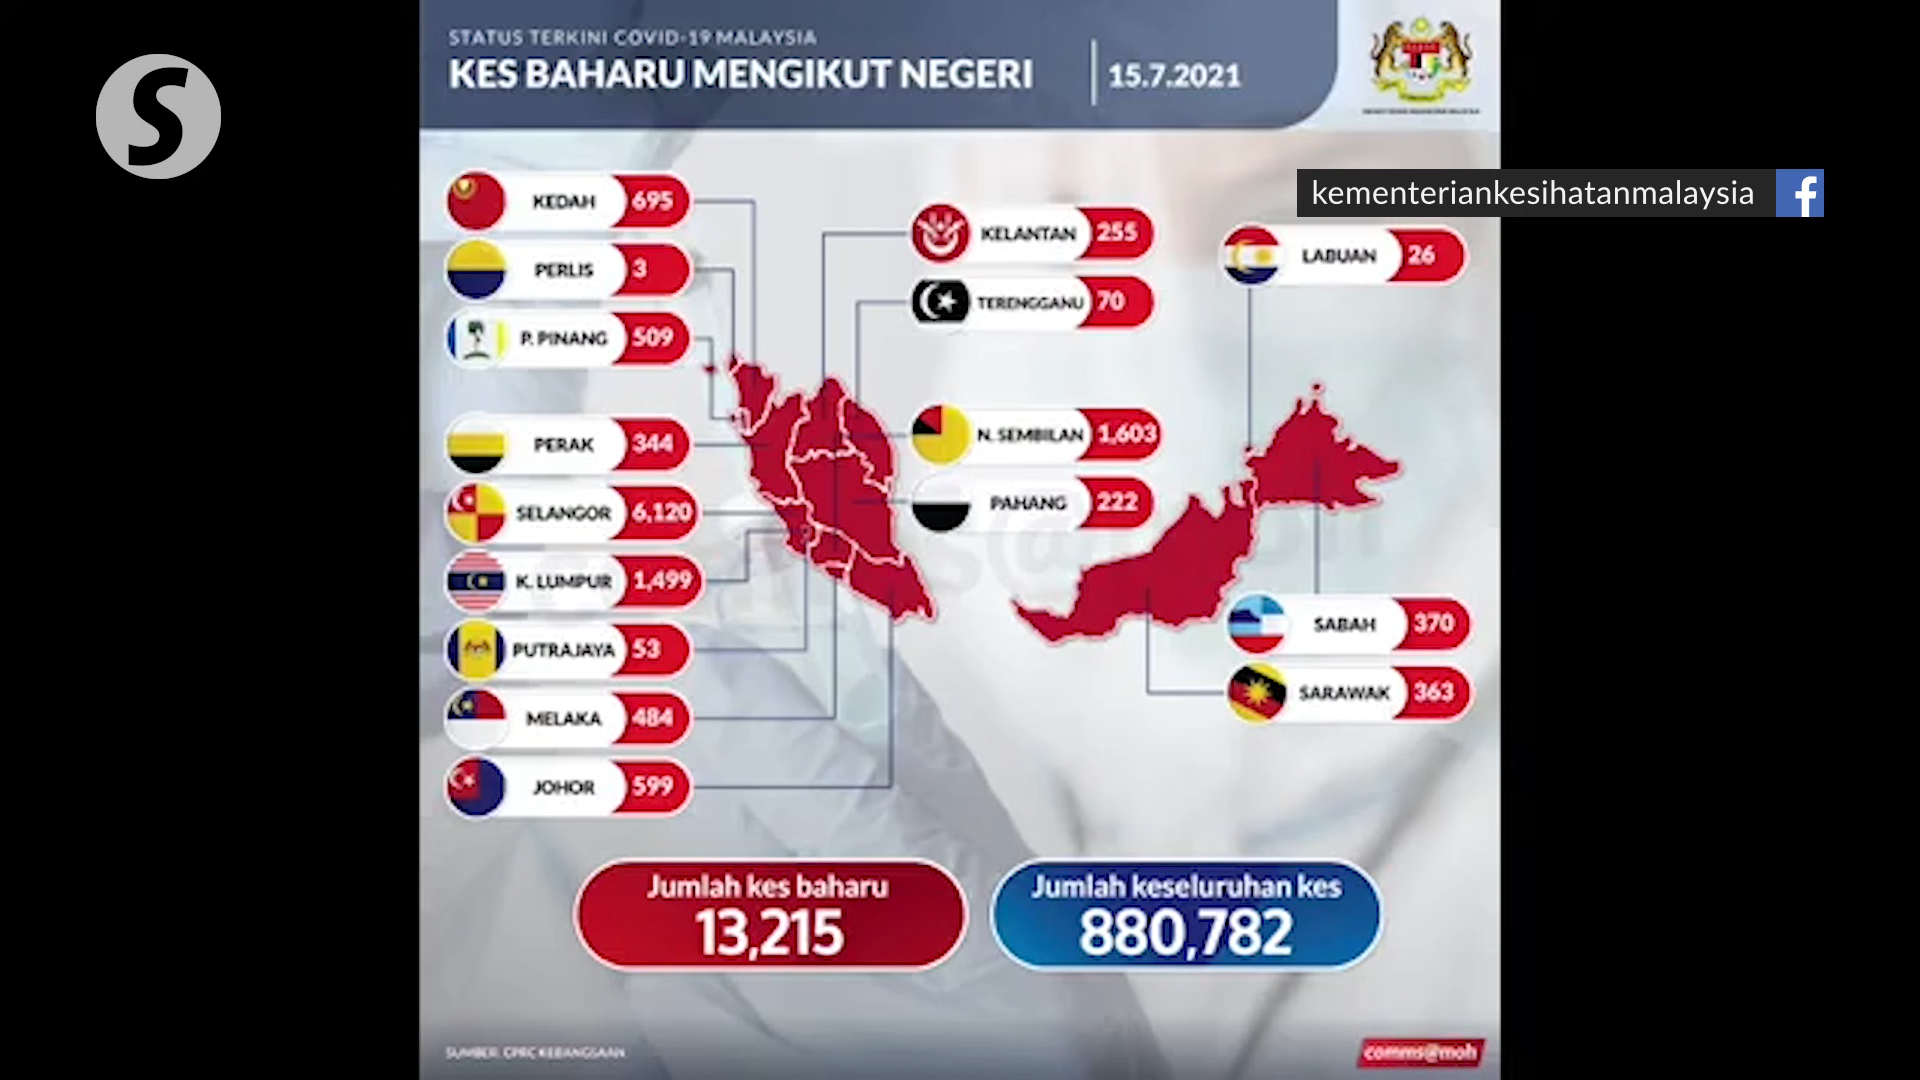 STATUS TERKINI COVID-19 MALAYSIA
KES BAHARU MENGIKUT NEGERI
15.7.2021
S
kementeriankesihatanmalaysia
KEDAH 695
PERLIS 3
P. PINANG 509
PERAK 344
SELANGOR 6,120
K. LUMPUR 1,499
PUTRAJAYA 53
MELAKA 484
JOHOR 599
KELANTAN 255
TERENGGANU 70
N. SEMBILAN 1,603
PAHANG 222
LABUAN 26
SABAH 370
SARAWAK 363
Jumlah kes baharu
13,215
Jumlah keseluruhan kes
880,782
SUMBER: CPRC KEBANGSAAN
comms@moh